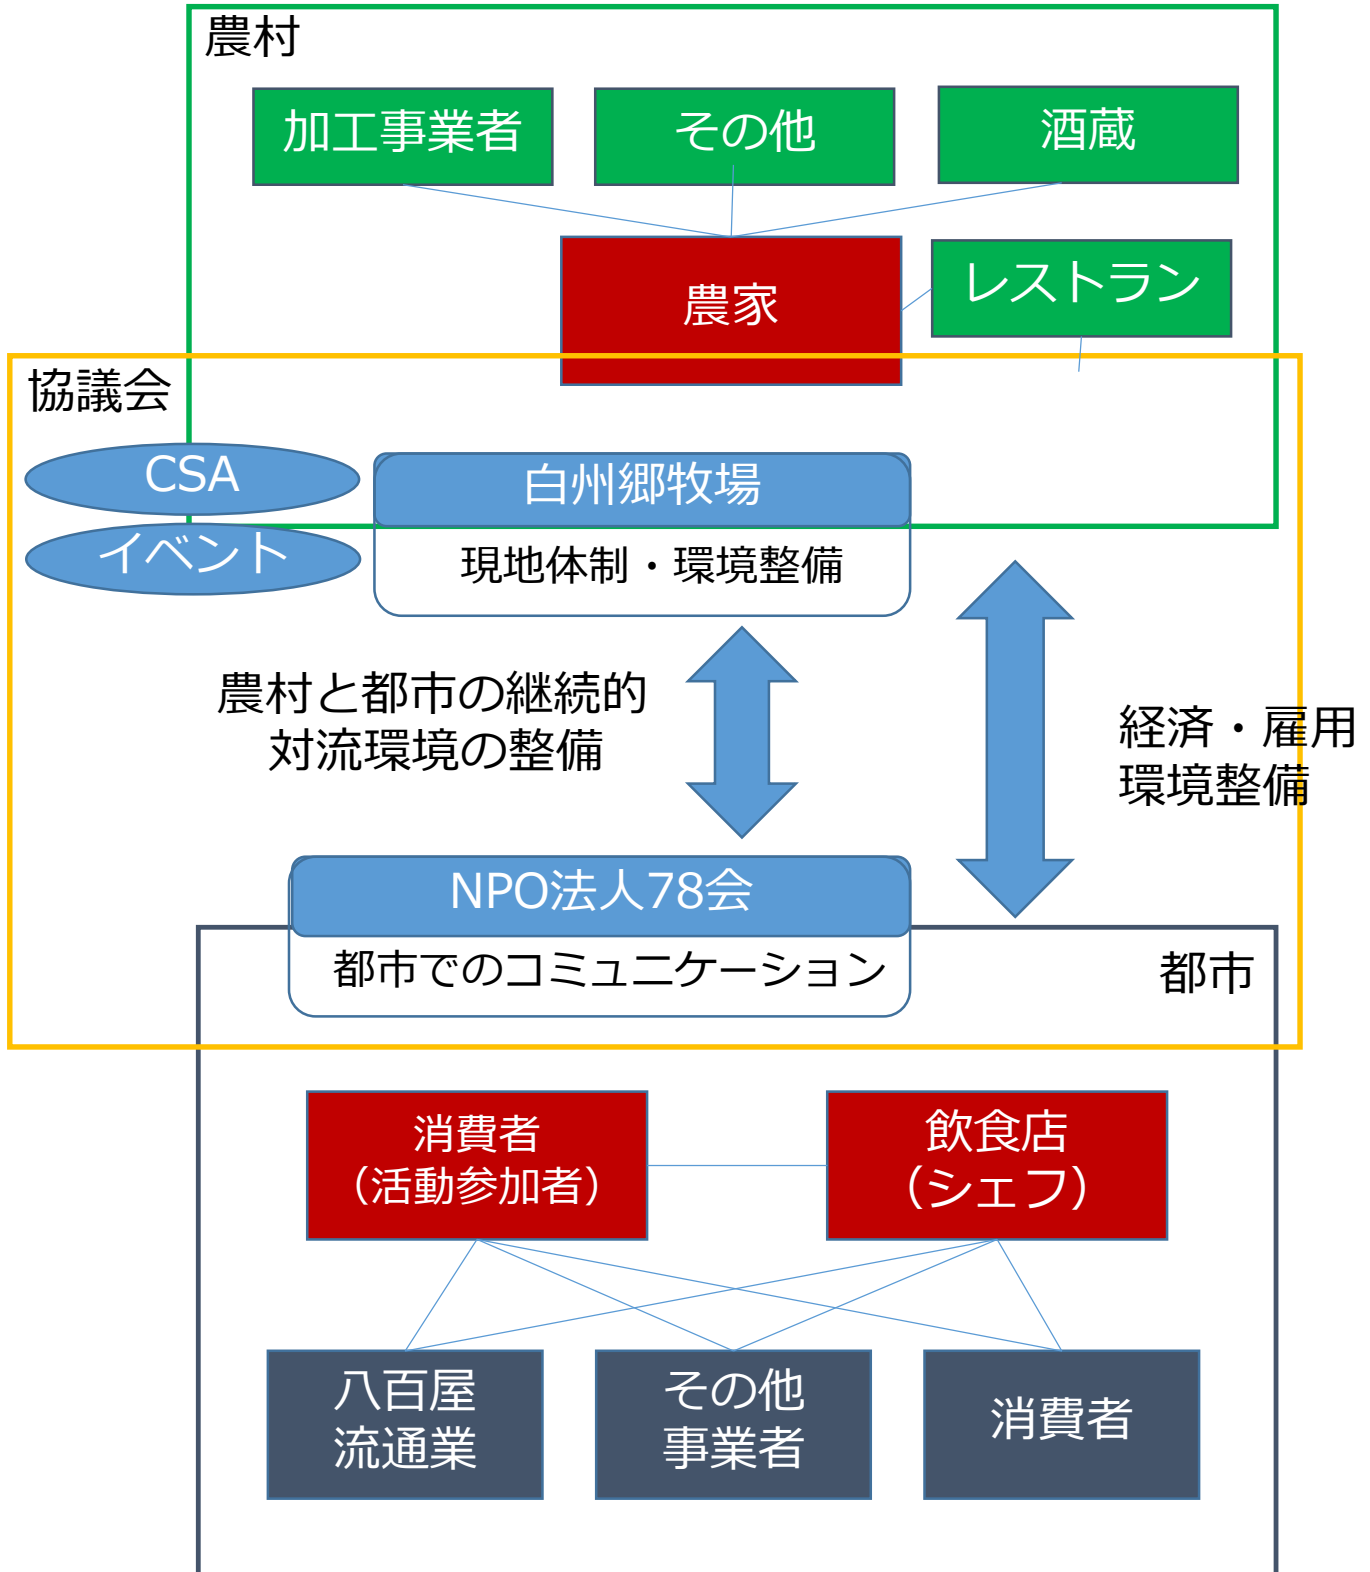 農村
加工事業者
その他
酒蔵
農家
レストラン
協議会
CSA
白州郷牧場
イベント
現地体制・環境整備
農村と都市の継続的
対流環境の整備
経済・雇用
環境整備
NPO法人78会
都市でのコミュニケーション
都市
消費者
（活動参加者）
飲食店
（シェフ）
八百屋
流通業
その他
事業者
消費者